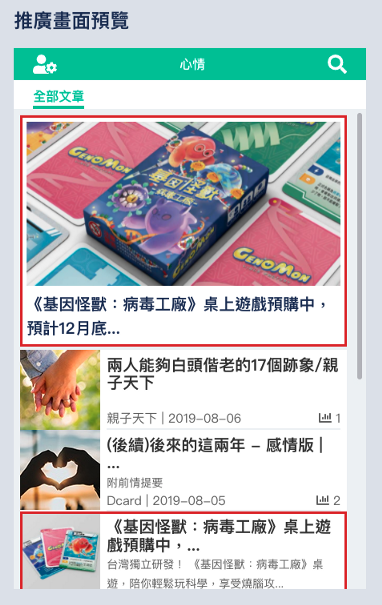 推廣畫面預覽
心情
全部文章
基因怪獸
病毒工廠
GENOMON
GENOMON
《基因怪獸：病毒工廠》桌上遊戲預購中，
預計12月底...
兩人能夠白頭偕老的17個跡象/親
子天下
親子天下 | 2019-08-06
1
(後續)後來的這兩年 - 感情版 |
...
附前情提要
Dcard | 2019-08-05
2
《基因怪獸：病毒工廠》桌上遊
戲預購中，...
台灣獨立研發！ 《基因怪獸：病毒工廠》桌
遊，陪你輕鬆玩科學，享受燒腦攻...